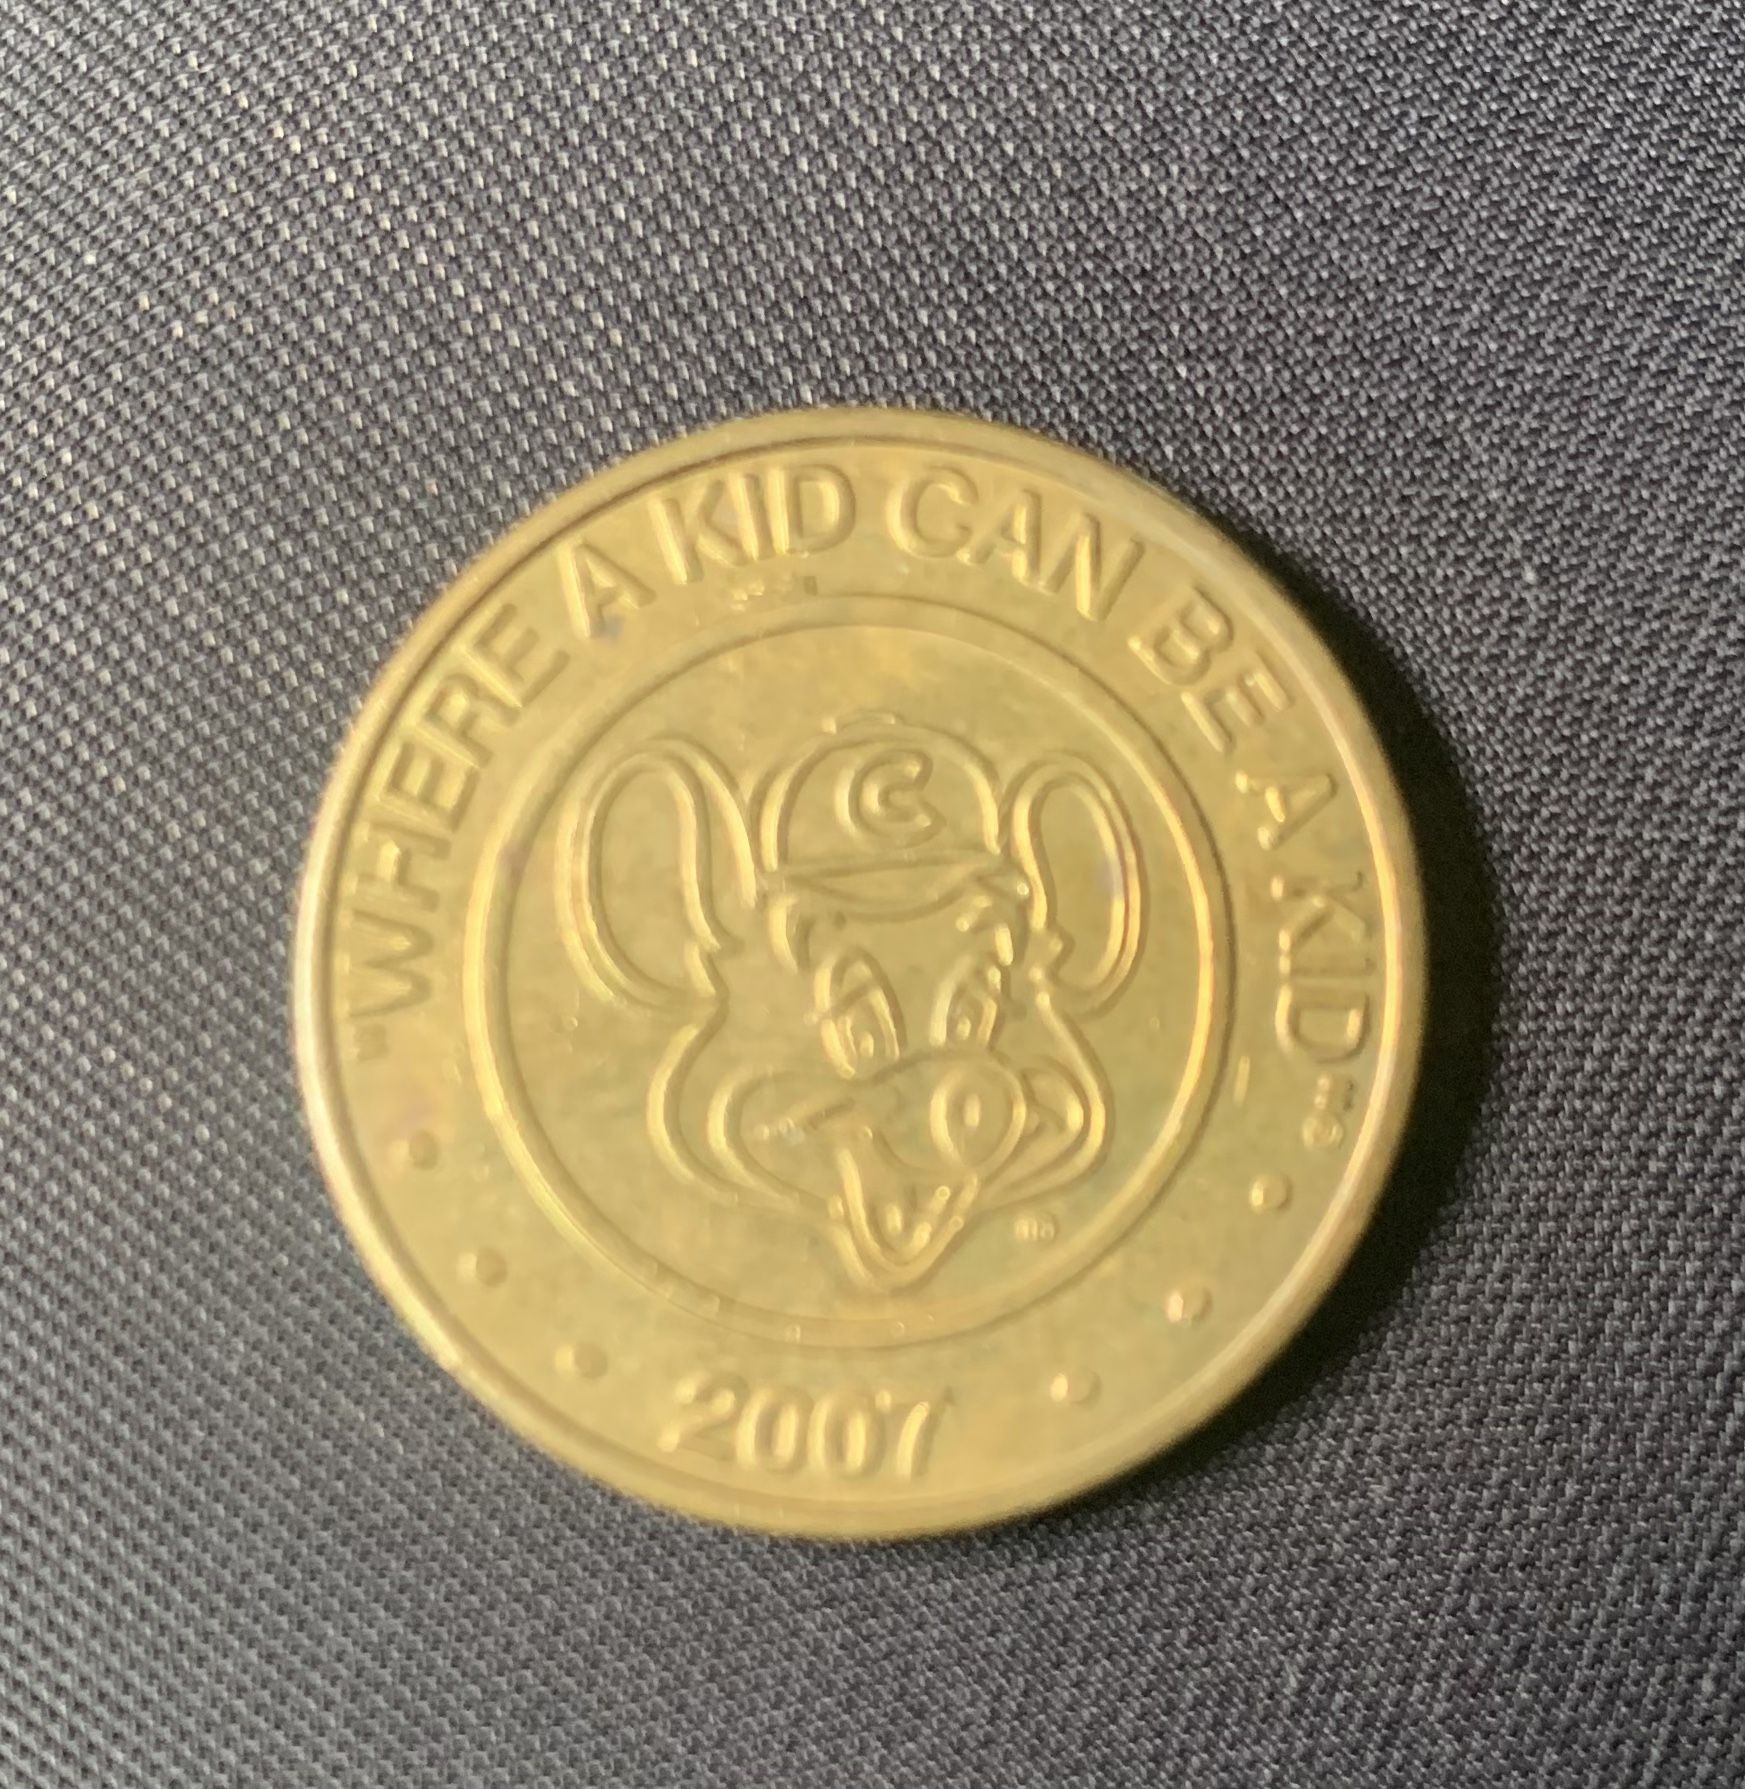 "WHERE A KID CAN BE A KID"®
C
2007